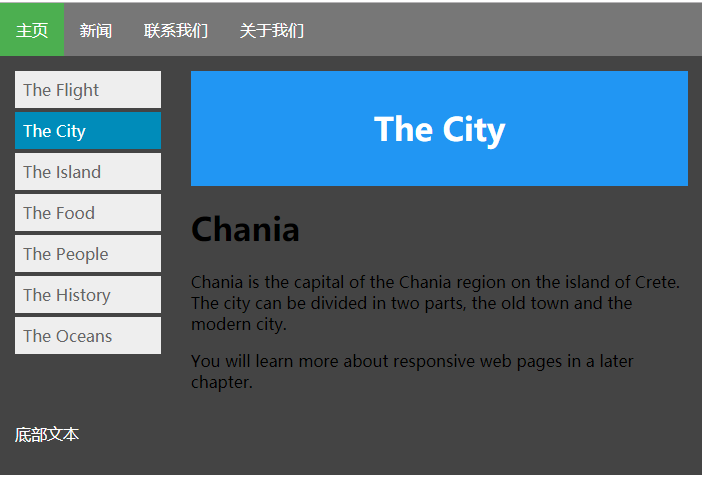 主页 新闻 联系我们 关于我们
The Flight
The City
The Island
The Food
The People
The History
The Oceans
The City
Chania
Chania is the capital of the Chania region on the island of Crete.
The city can be divided in two parts, the old town and the
modern city.
You will learn more about responsive web pages in a later
chapter.
底部文本